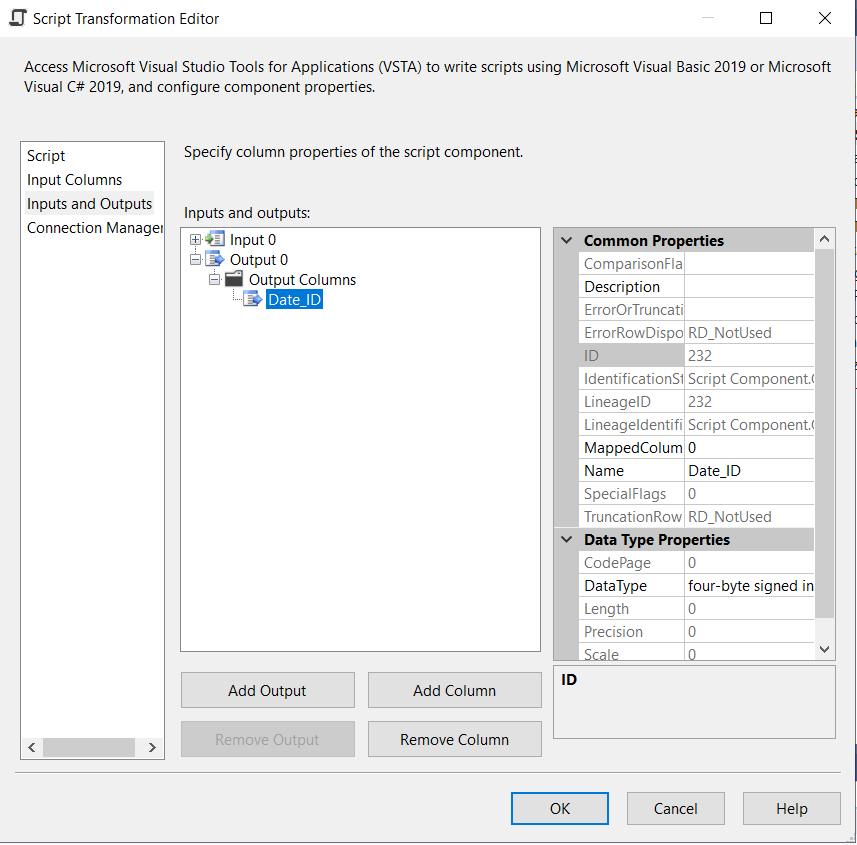 Script Transformation Editor
Access Microsoft Visual Studio Tools for Applications (VSTA) to write scripts using Microsoft Visual Basic 2019 or Microsoft
Visual C# 2019, and configure component properties.
Script
Input Columns
Inputs and Outputs
Connection Manager
Specify column properties of the script component.
Inputs and outputs:
Input 0
Output 0
Output Columns
Date_ID
Common Properties
ComparisonFla
Description
ErrorOrTruncati
ErrorRowDispo RD_NotUsed
ID 232
IdentificationSt Script Component.
LineageID 232
LineageIdentifi Script Component.
MappedColum 0
Name Date_ID
SpecialFlags 0
TruncationRow RD_NotUsed
Data Type Properties
CodePage 0
DataType four-byte signed in
Length 0
Precision 0
Scale 0
ID
Add Output Add Column
Remove Output Remove Column
OK Cancel Help